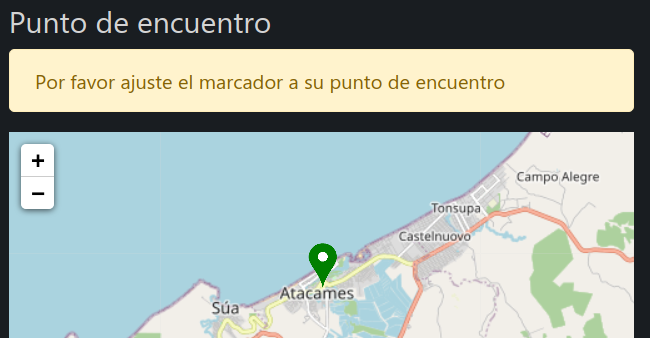 Punto de encuentro
Por favor ajuste el marcador a su punto de encuentro
+
−
Campo Alegre
Tonsupa
Castelnuovo
Atacames
Súa